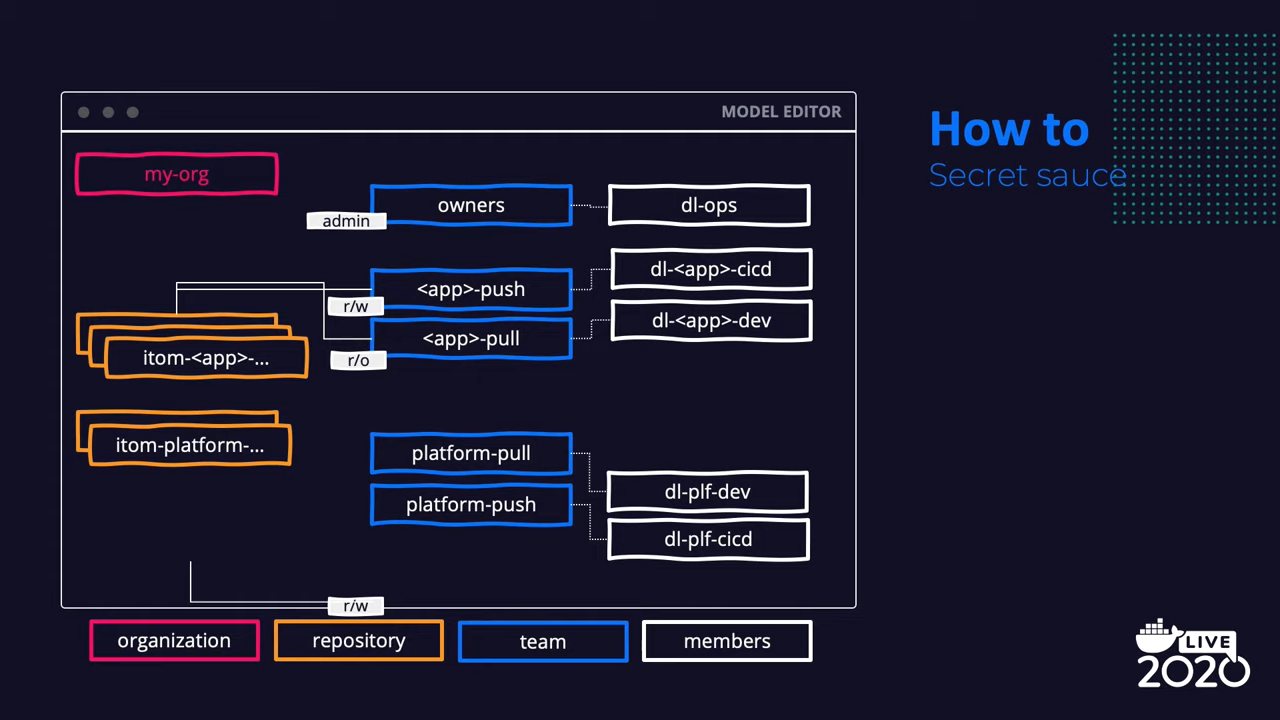 MODEL EDITOR
How to
Secret sauce
my-org
owners
dl-ops
admin
dl-<app>-cicd
<app>-push
r/w
dl-<app>-dev
<app>-pull
r/o
itom-<app>-...
itom-platform-...
platform-pull
dl-plf-dev
platform-push
dl-plf-cicd
r/w
organization
repository
team
members
LIVE
2020